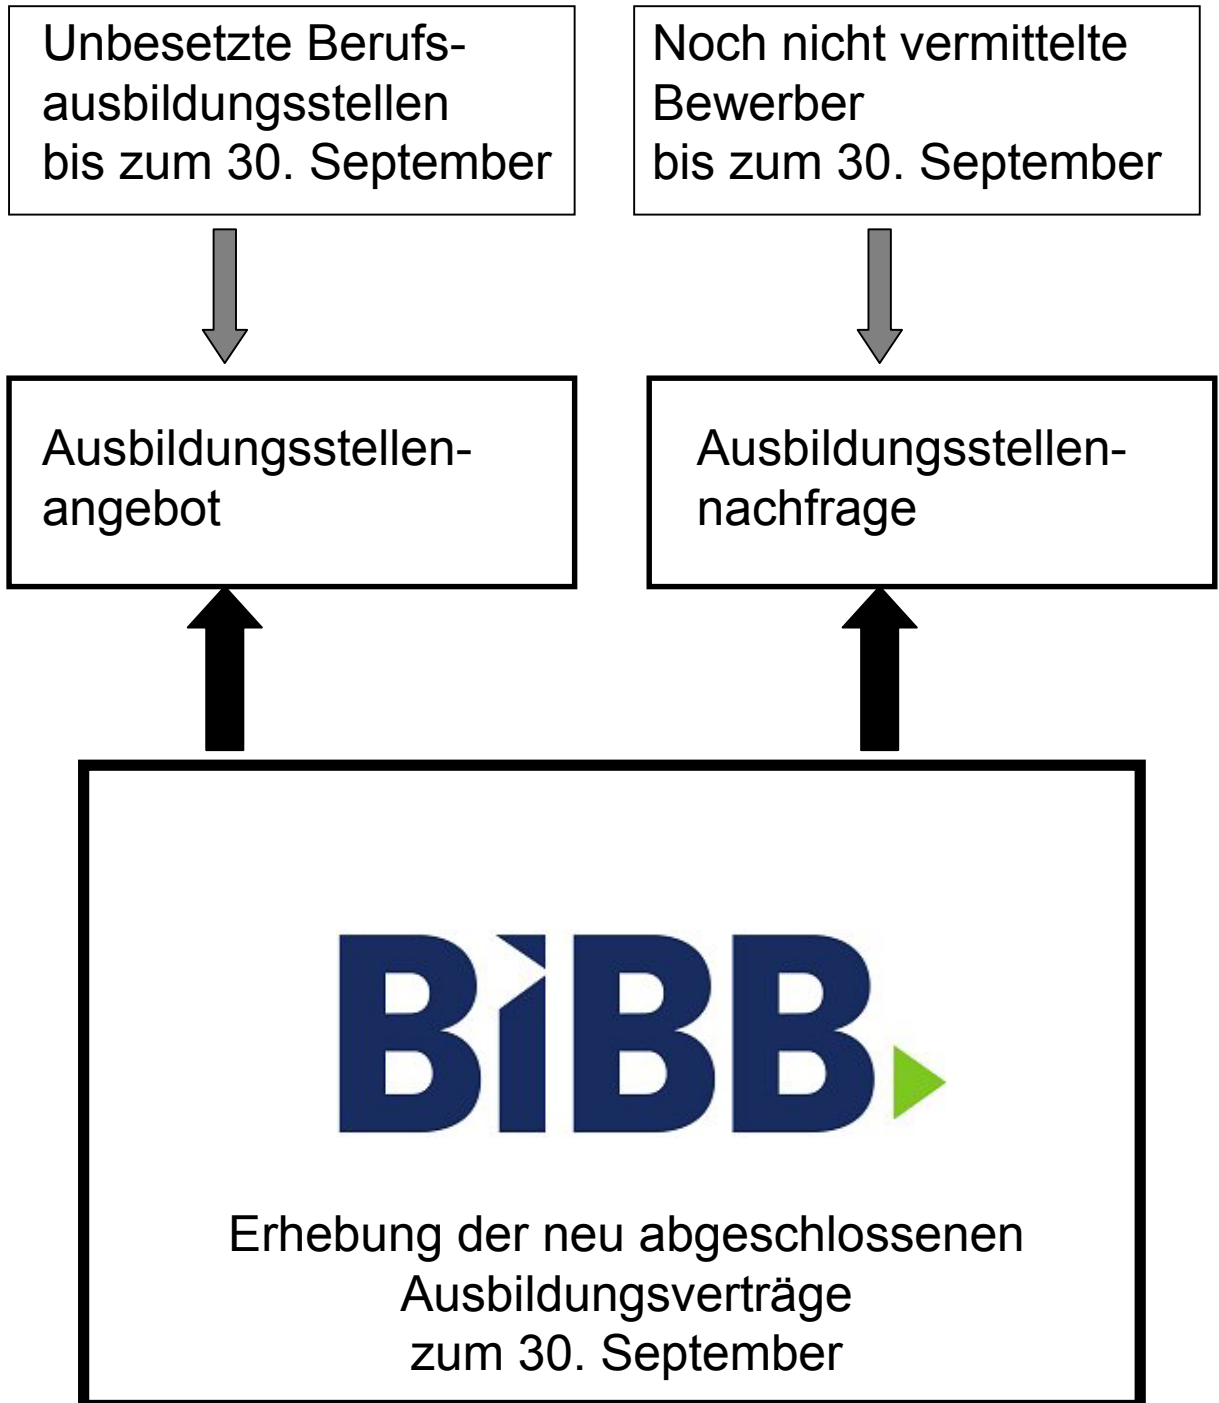 Unbesetzte Berufs-
ausbildungsstellen
bis zum 30. September
Noch nicht vermittelte
Bewerber
bis zum 30. September
Ausbildungsstellen-
angebot
Ausbildungsstellen-
nachfrage
BiBB
Erhebung der neu abgeschlossenen
Ausbildungsverträge
zum 30. September